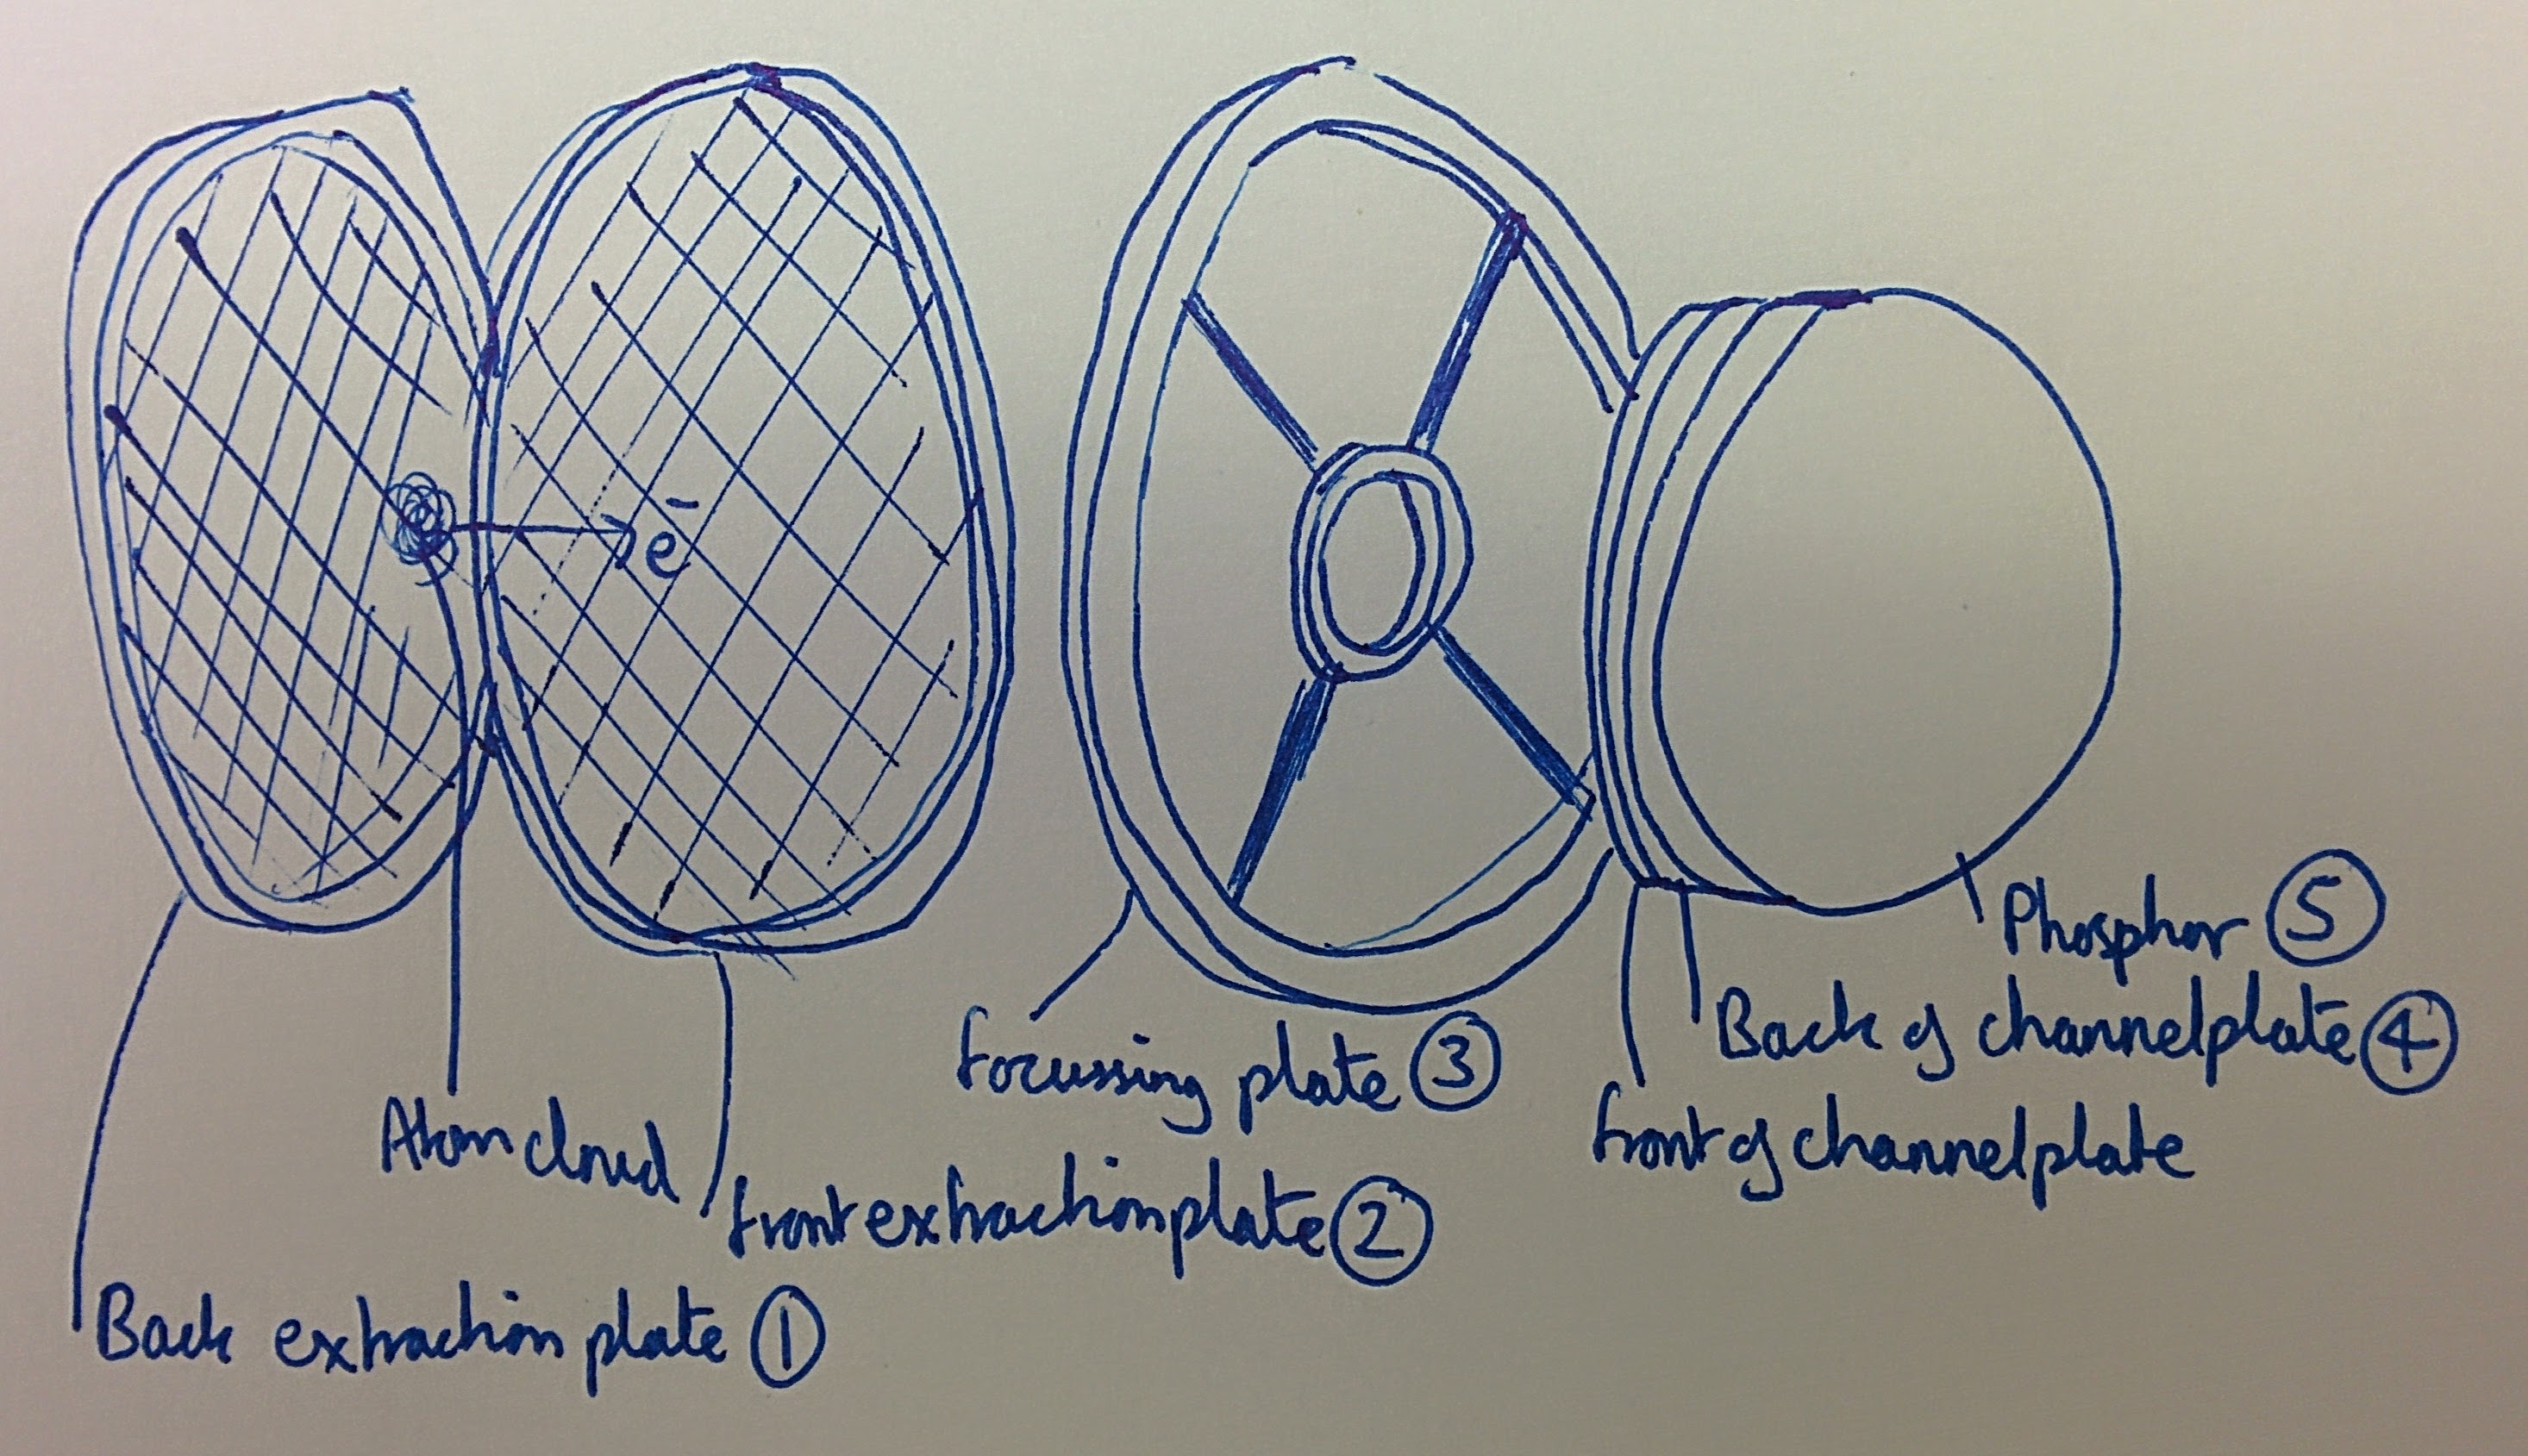 e⁻
Phosphor ⑤
Back of channelplate ④
Focussing plate ③
Front of channelplate
Atom cloud
Front extraction plate ②
Back extraction plate ①